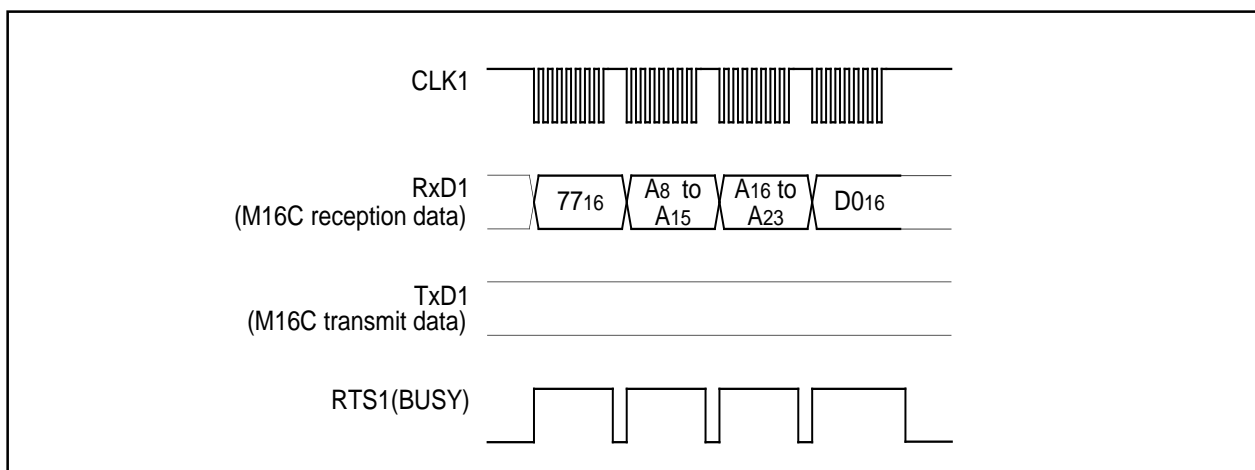 CLK1
RxD1
(M16C reception data)
7716
A8 to
A15
A16 to
A23
D016
TxD1
(M16C transmit data)
RTS1(BUSY)